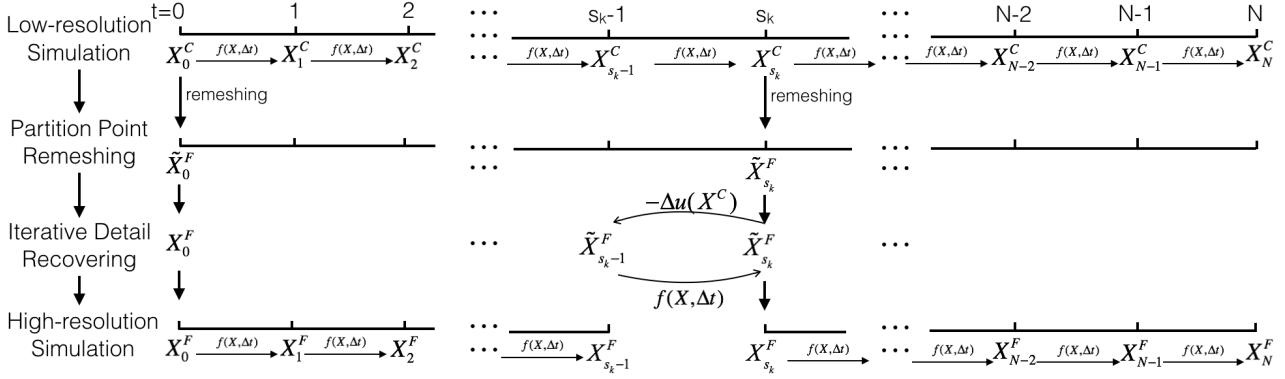 t=0 1 2 ... s_k-1 s_k ... N-2 N-1 N
Low-resolution
Simulation
... ... ...
f(X,Δt) f(X,Δt) f(X,Δt) f(X,Δt) f(X,Δt) f(X,Δt) f(X,Δt) f(X,Δt)
X_0^C X_1^C X_2^C ... X_{s_k-1}^C X_{s_k}^C ... X_{N-2}^C X_{N-1}^C X_N^C
remeshing remeshing
Partition Point
Remeshing
... ...
X̃_0^F ... X̃_{s_k}^F ...
−Δu(X^C)
Iterative Detail
Recovering
X_0^F ... X̃_{s_k-1}^F X̃_{s_k}^F ...
f(X,Δt)
High-resolution
Simulation
... ...
f(X,Δt) f(X,Δt) f(X,Δt) f(X,Δt) f(X,Δt) f(X,Δt) f(X,Δt)
X_0^F X_1^F X_2^F ... X_{s_k-1}^F X_{s_k}^F ... X_{N-2}^F X_{N-1}^F X_N^F